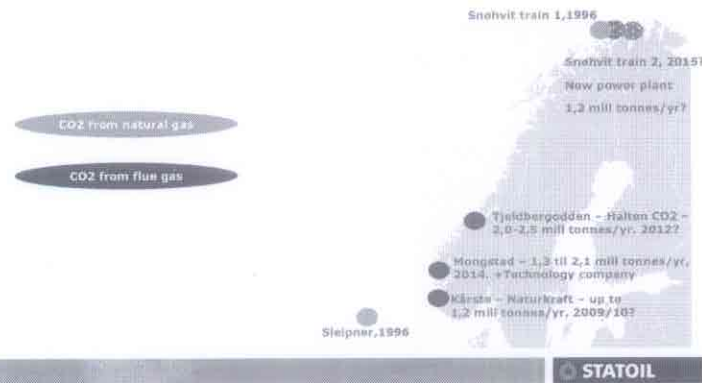 Snøhvit train 1,1996
Snøhvit train 2, 2015?
New power plant
1,2 mill tonnes/yr?
CO2 from natural gas
CO2 from flue gas
Tjeldbergodden – Halten CO2 –
2,0-2,5 mill tonnes/yr. 2012?
Mongstad – 1,3 til 2,1 mill tonnes/yr,
2014. +Technology company
Kårstø – Naturkraft – up to
1,2 mill tonnes/yr, 2009/10?
Sleipner,1996
STATOIL